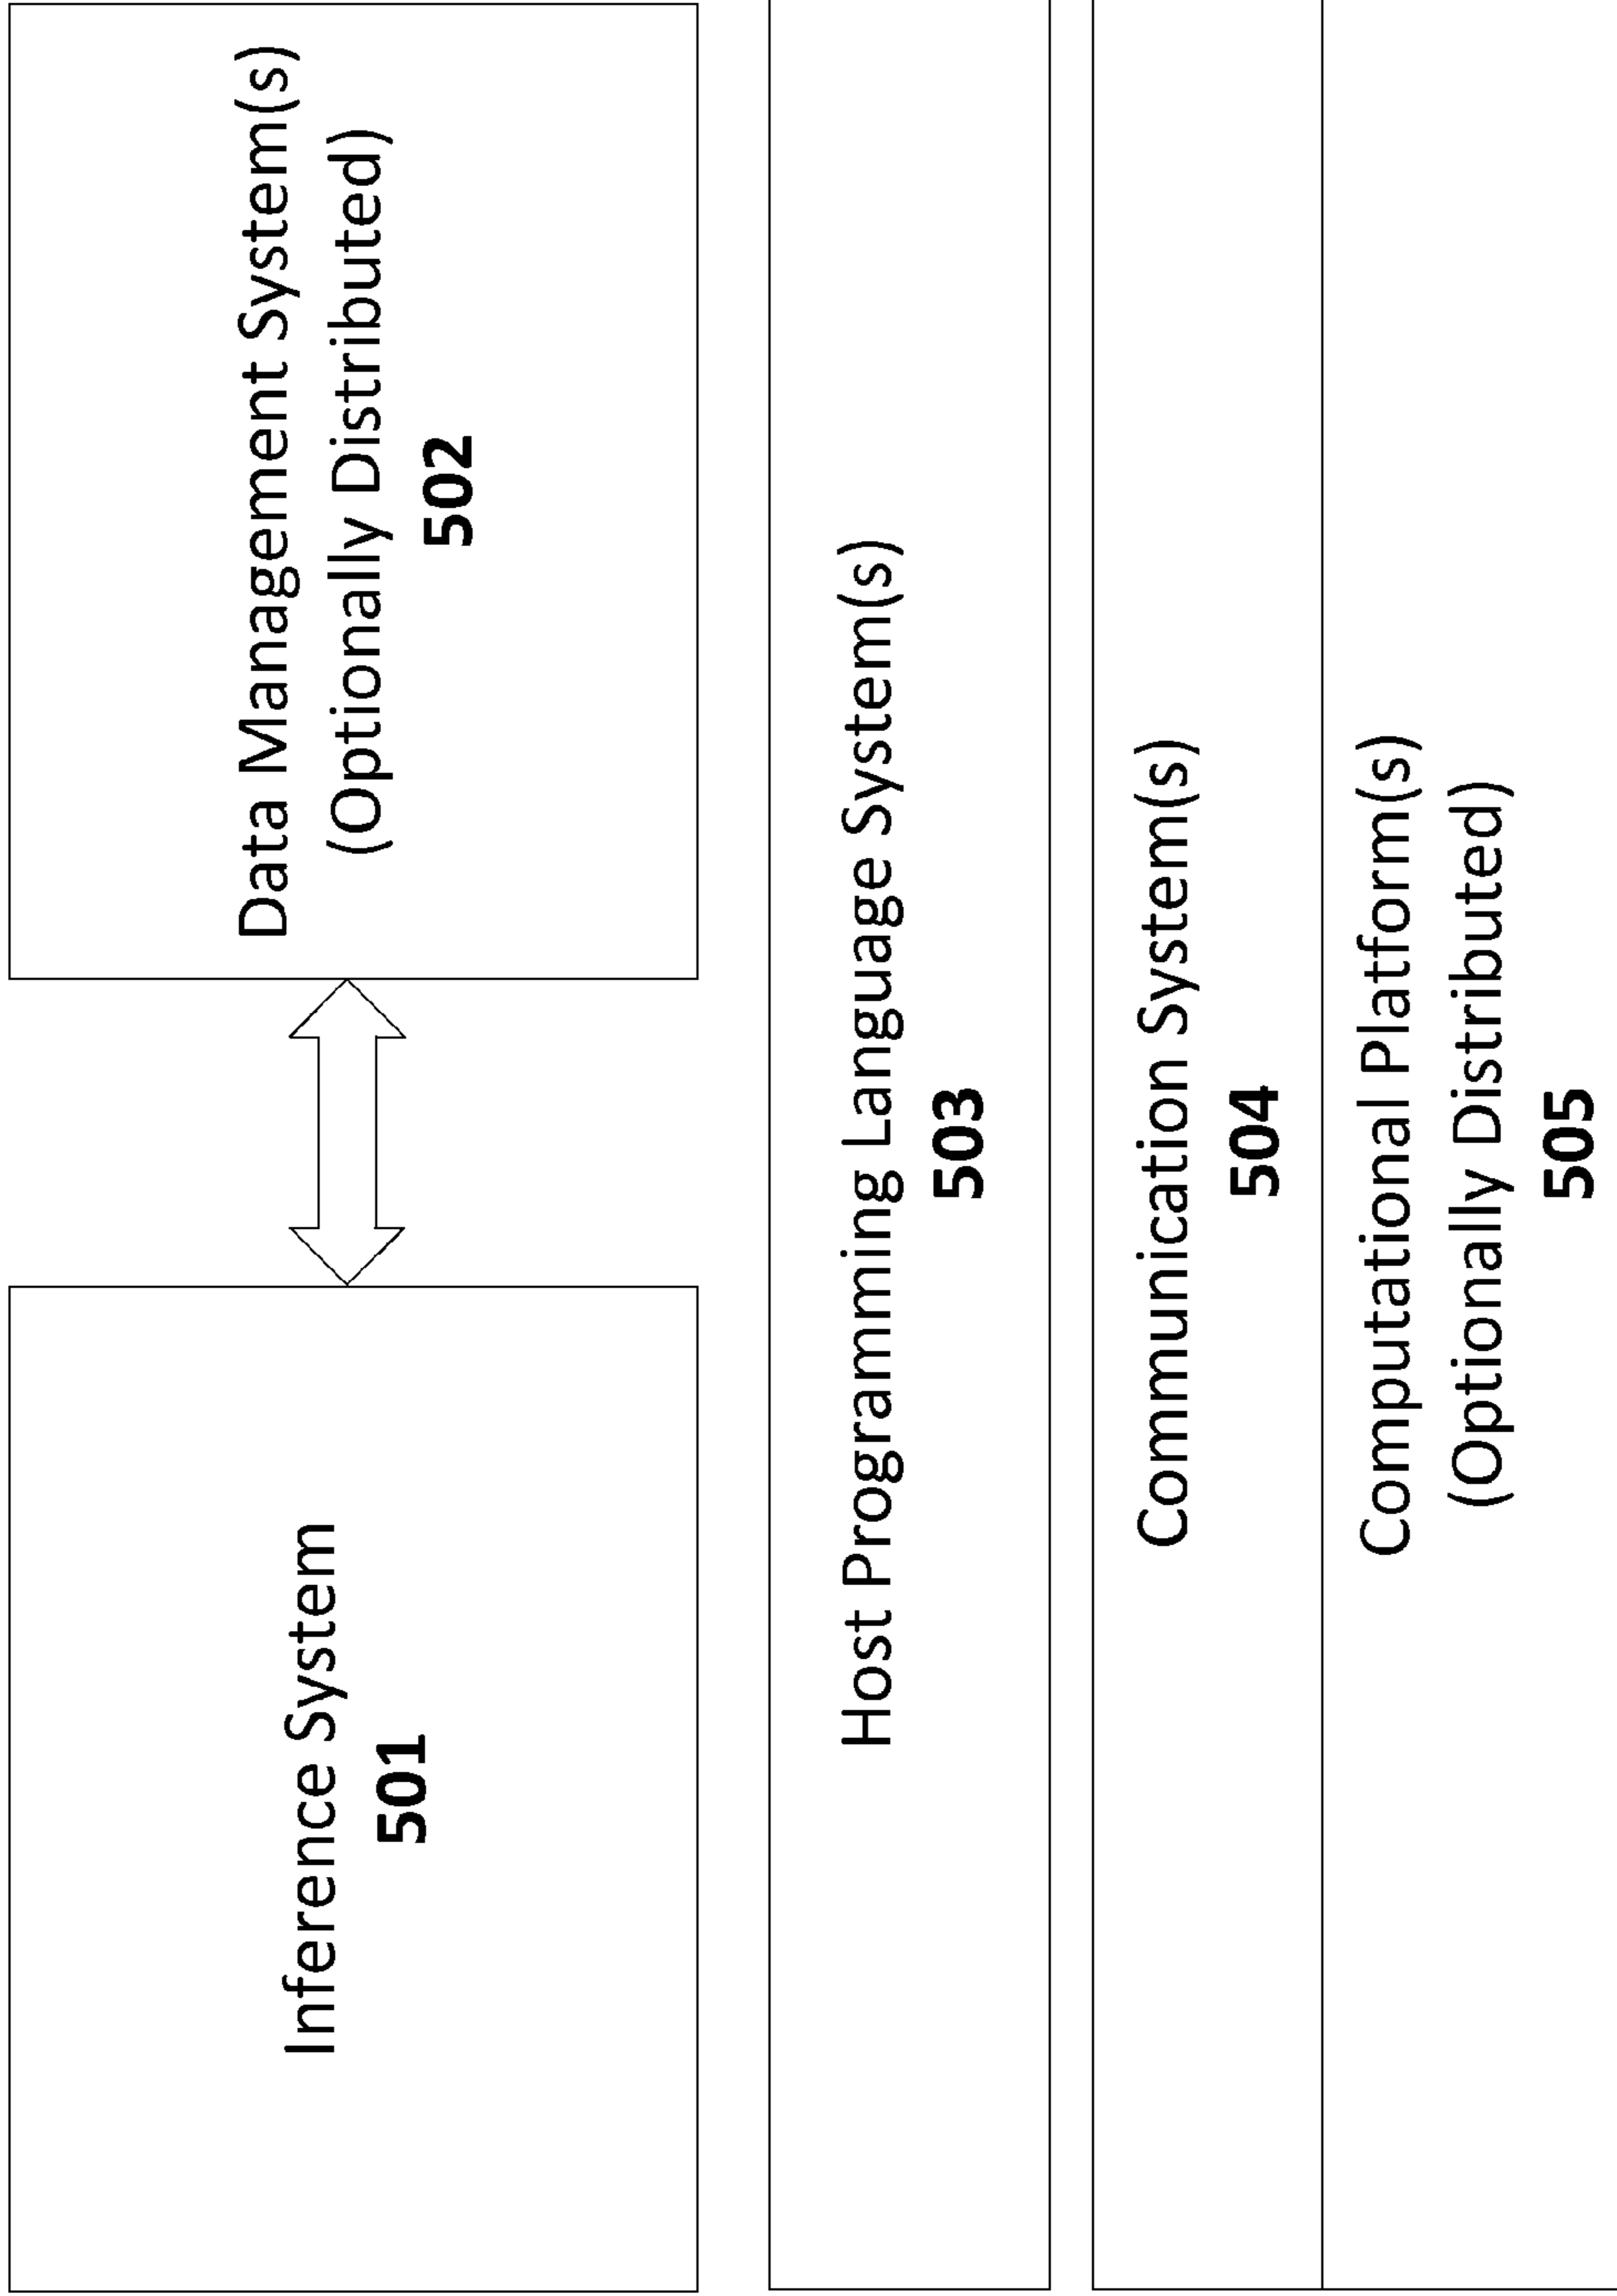 Inference System
501
Data Management System(s)
(Optionally Distributed)
502
Host Programming Language System(s)
503
Communication System(s)
504
Computational Platform(s)
(Optionally Distributed)
505